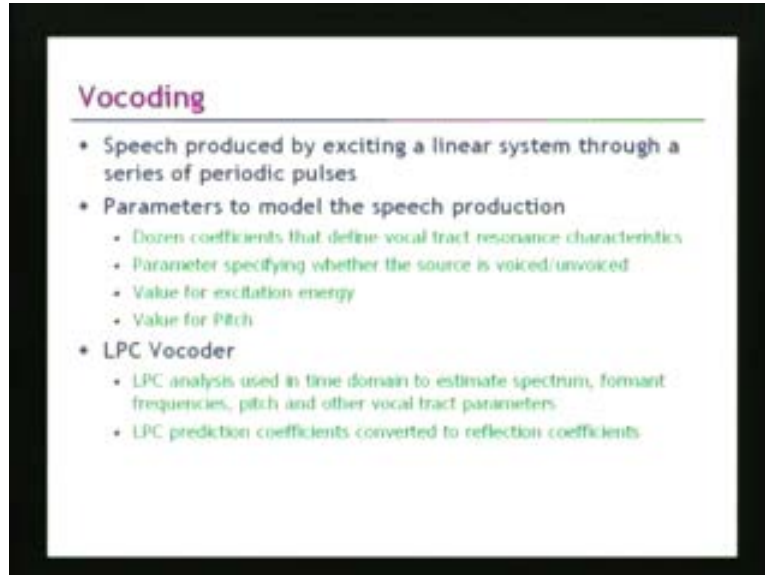 Vocoding
• Speech produced by exciting a linear system through a
series of periodic pulses
• Parameters to model the speech production
• Dozen coefficients that define vocal tract resonance characteristics
• Parameter specifying whether the source is voiced/unvoiced
• Value for excitation energy
• Value for Pitch
• LPC Vocoder
• LPC analysis used in time domain to estimate spectrum, formant
frequencies, pitch and other vocal tract parameters
• LPC prediction coefficients converted to reflection coefficients